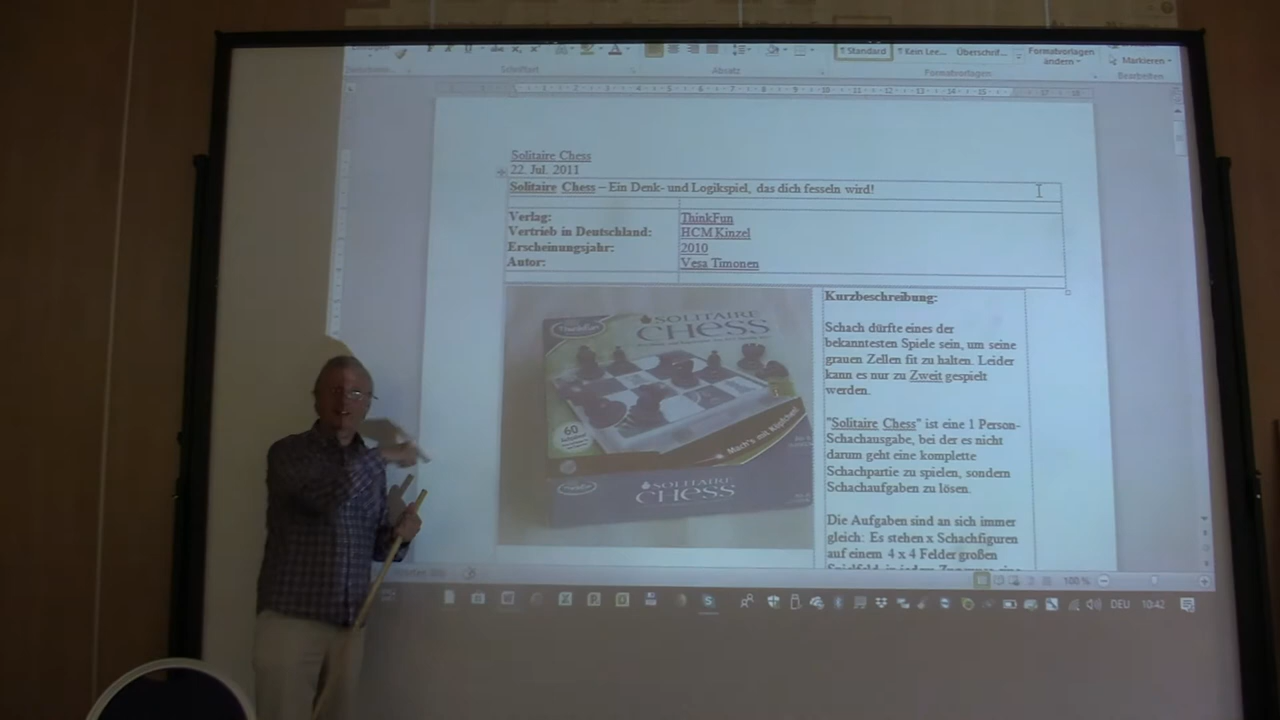 Standard
Kein Lee...
Überschrif...
Formatvorlagen
ändern
Markieren
Schriftart
Absatz
Formatvorlagen
Bearbeiten
Solitaire Chess
22. Jul. 2011
Solitaire Chess – Ein Denk- und Logikspiel, das dich fesseln wird!
Verlag: ThinkFun
Vertrieb in Deutschland: HCM Kinzel
Erscheinungsjahr: 2010
Autor: Vesa Timonen
ThinkFun
SOLITAIRE
CHESS
60
Mach's mit Köpfchen!
SOLITAIRE
CHESS
Kurzbeschreibung:
Schach dürfte eines der
bekanntesten Spiele sein, um seine
grauen Zellen fit zu halten. Leider
kann es nur zu Zweit gespielt
werden.
"Solitaire Chess" ist eine 1 Person-
Schachausgabe, bei der es nicht
darum geht eine komplette
Schachpartie zu spielen, sondern
Schachaufgaben zu lösen.
Die Aufgaben sind an sich immer
gleich: Es stehen x Schachfiguren
auf einem 4 x 4 Felder großen
100 %
DEU
10:42